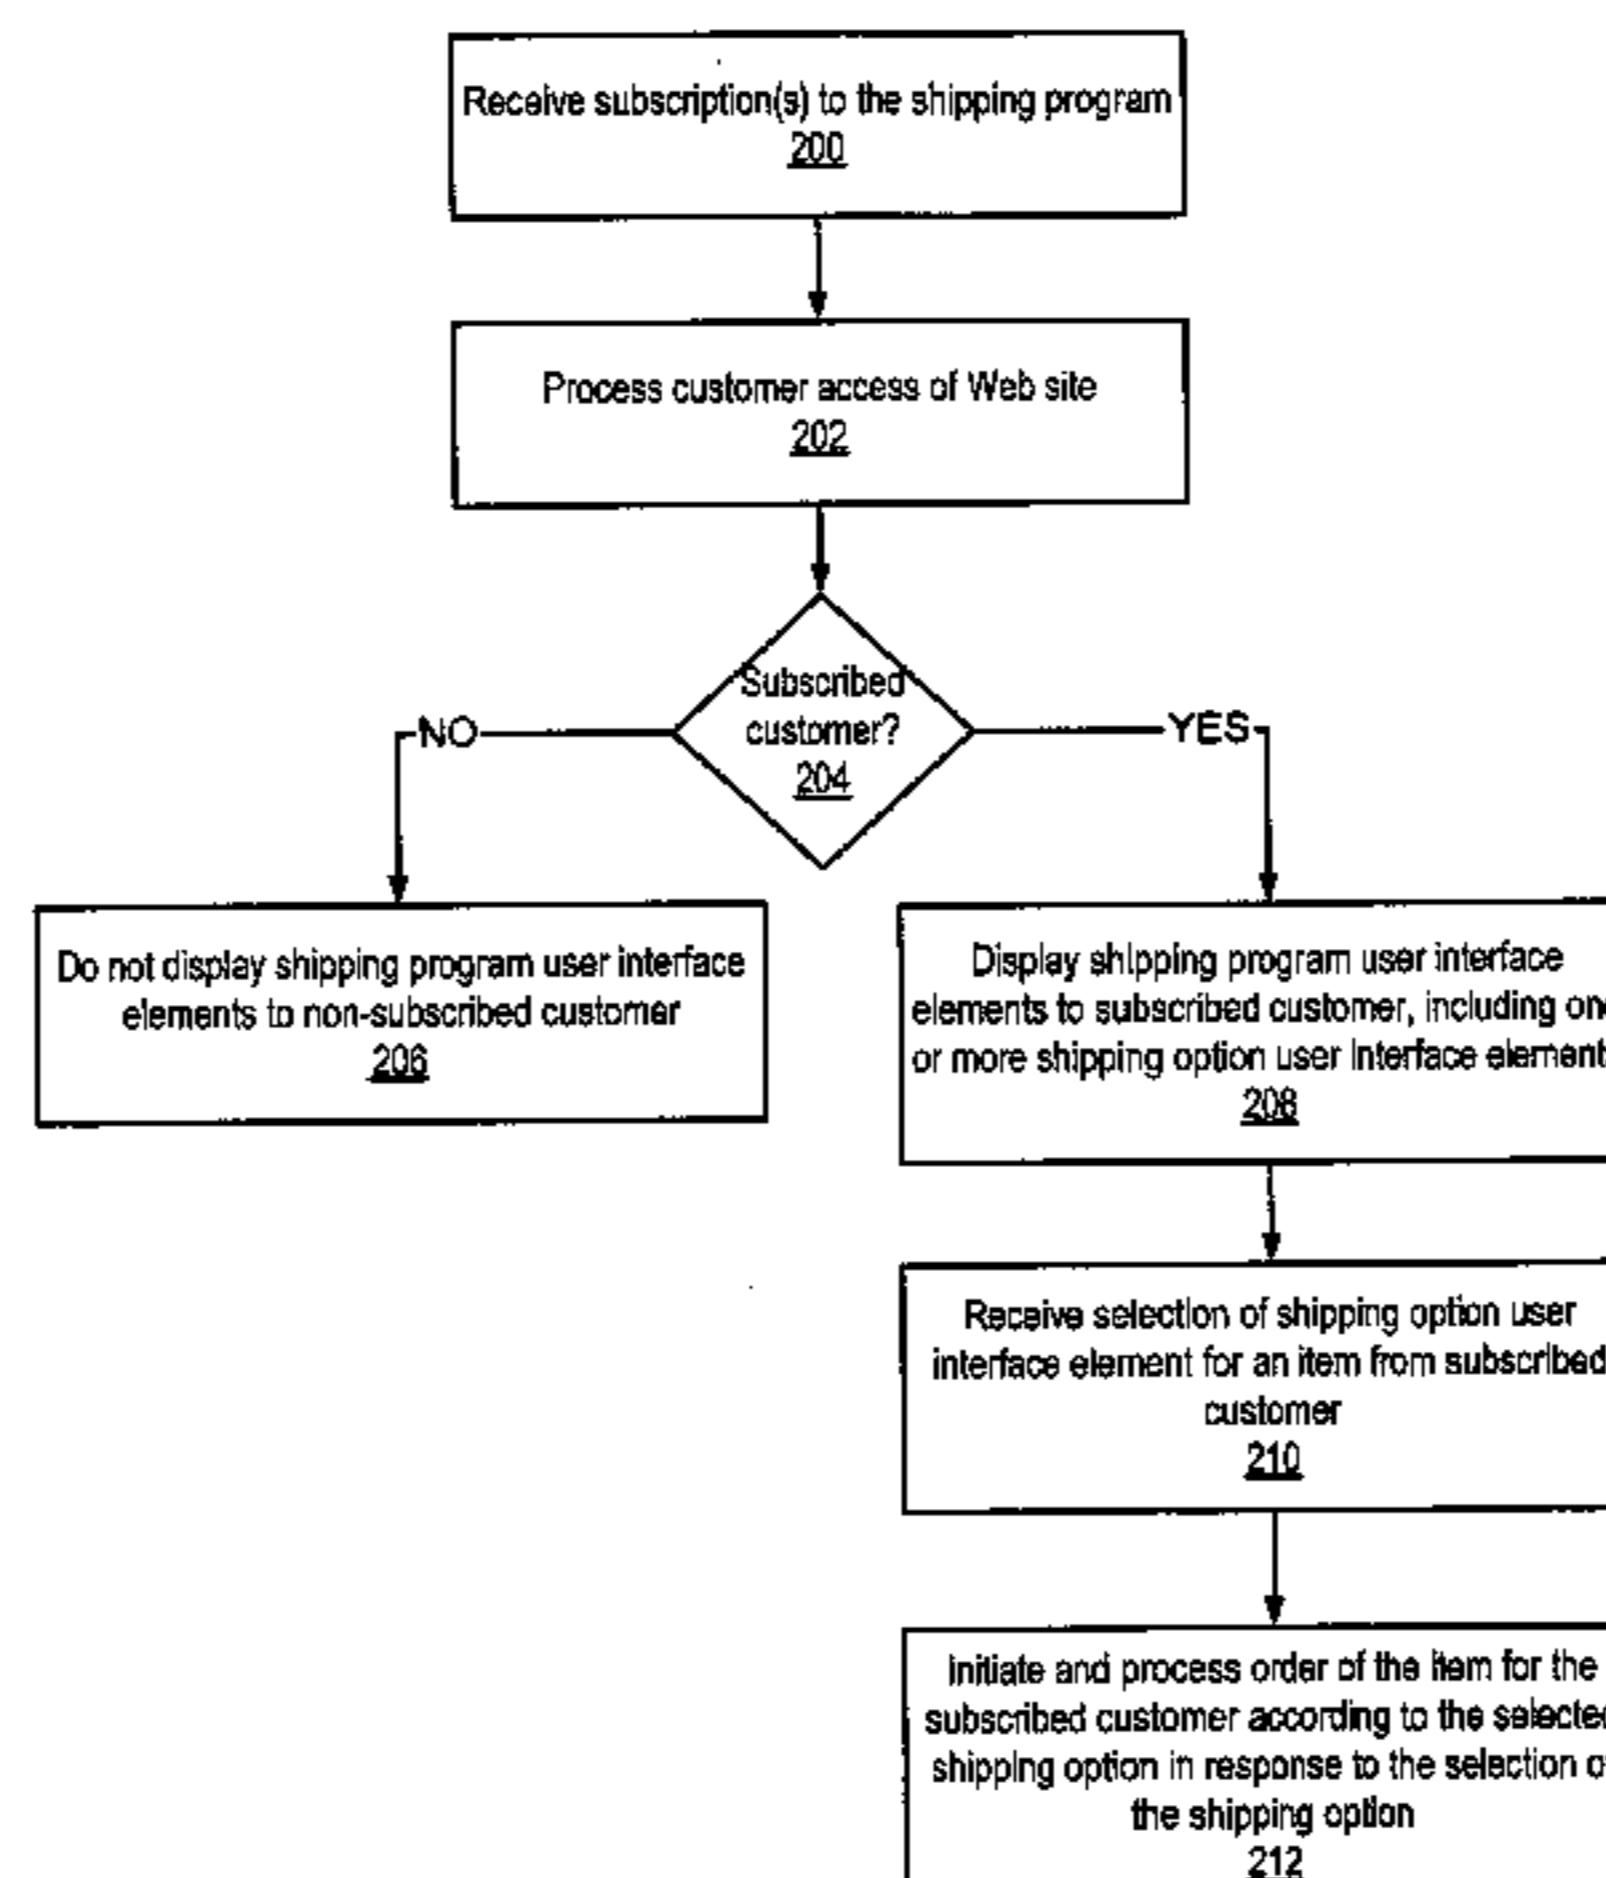 Receive subscription(s) to the shipping program
200
Process customer access of Web site
202
Subscribed
customer?
204
NO
YES
Do not display shipping program user interface
elements to non-subscribed customer
206
Display shipping program user interface
elements to subscribed customer, including one
or more shipping option user interface element
208
Receive selection of shipping option user
interface element for an item from subscribed
customer
210
Initiate and process order of the item for the
subscribed customer according to the selected
shipping option in response to the selection of
the shipping option
212